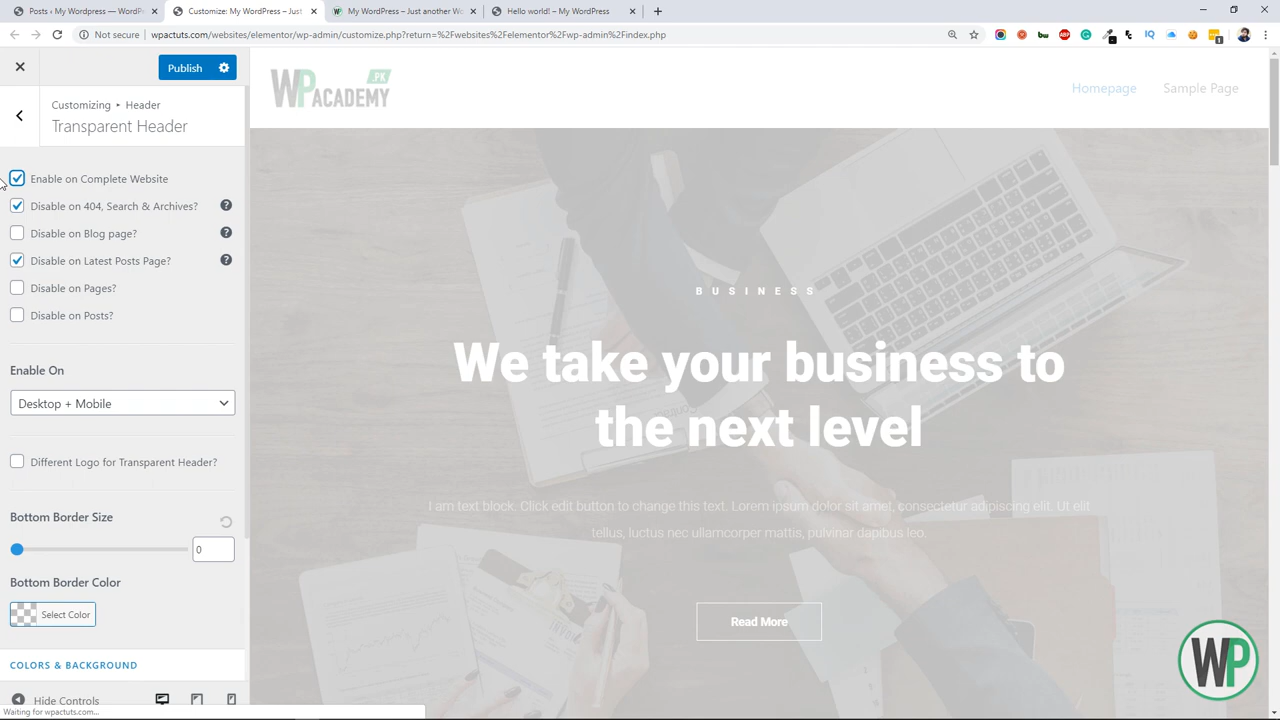 Posts ‹ My Wordpress — WordPr
Customize: My WordPress – Just
My WordPress – Just another Wo
Hello world! – My WordPress
Not secure
wpactuts.com/websites/elementor/wp-admin/customize.php?return=%2Fwebsites%2Felementor%2Fwp-admin%2Findex.php
Publish
Customizing ▸ Header
Transparent Header
Enable on Complete Website
Disable on 404, Search & Archives?
Disable on Blog page?
Disable on Latest Posts Page?
Disable on Pages?
Disable on Posts?
Enable On
Desktop + Mobile
Different Logo for Transparent Header?
Bottom Border Size
0
Bottom Border Color
Select Color
COLORS & BACKGROUND
Hide Controls
Waiting for wpactuts.com...
WPACADEMY
.PK
Homepage
Sample Page
BUSINESS
We take your business to
the next level
I am text block. Click edit button to change this text. Lorem ipsum dolor sit amet, consectetur adipiscing elit. Ut elit
tellus, luctus nec ullamcorper mattis, pulvinar dapibus leo.
Read More
WP